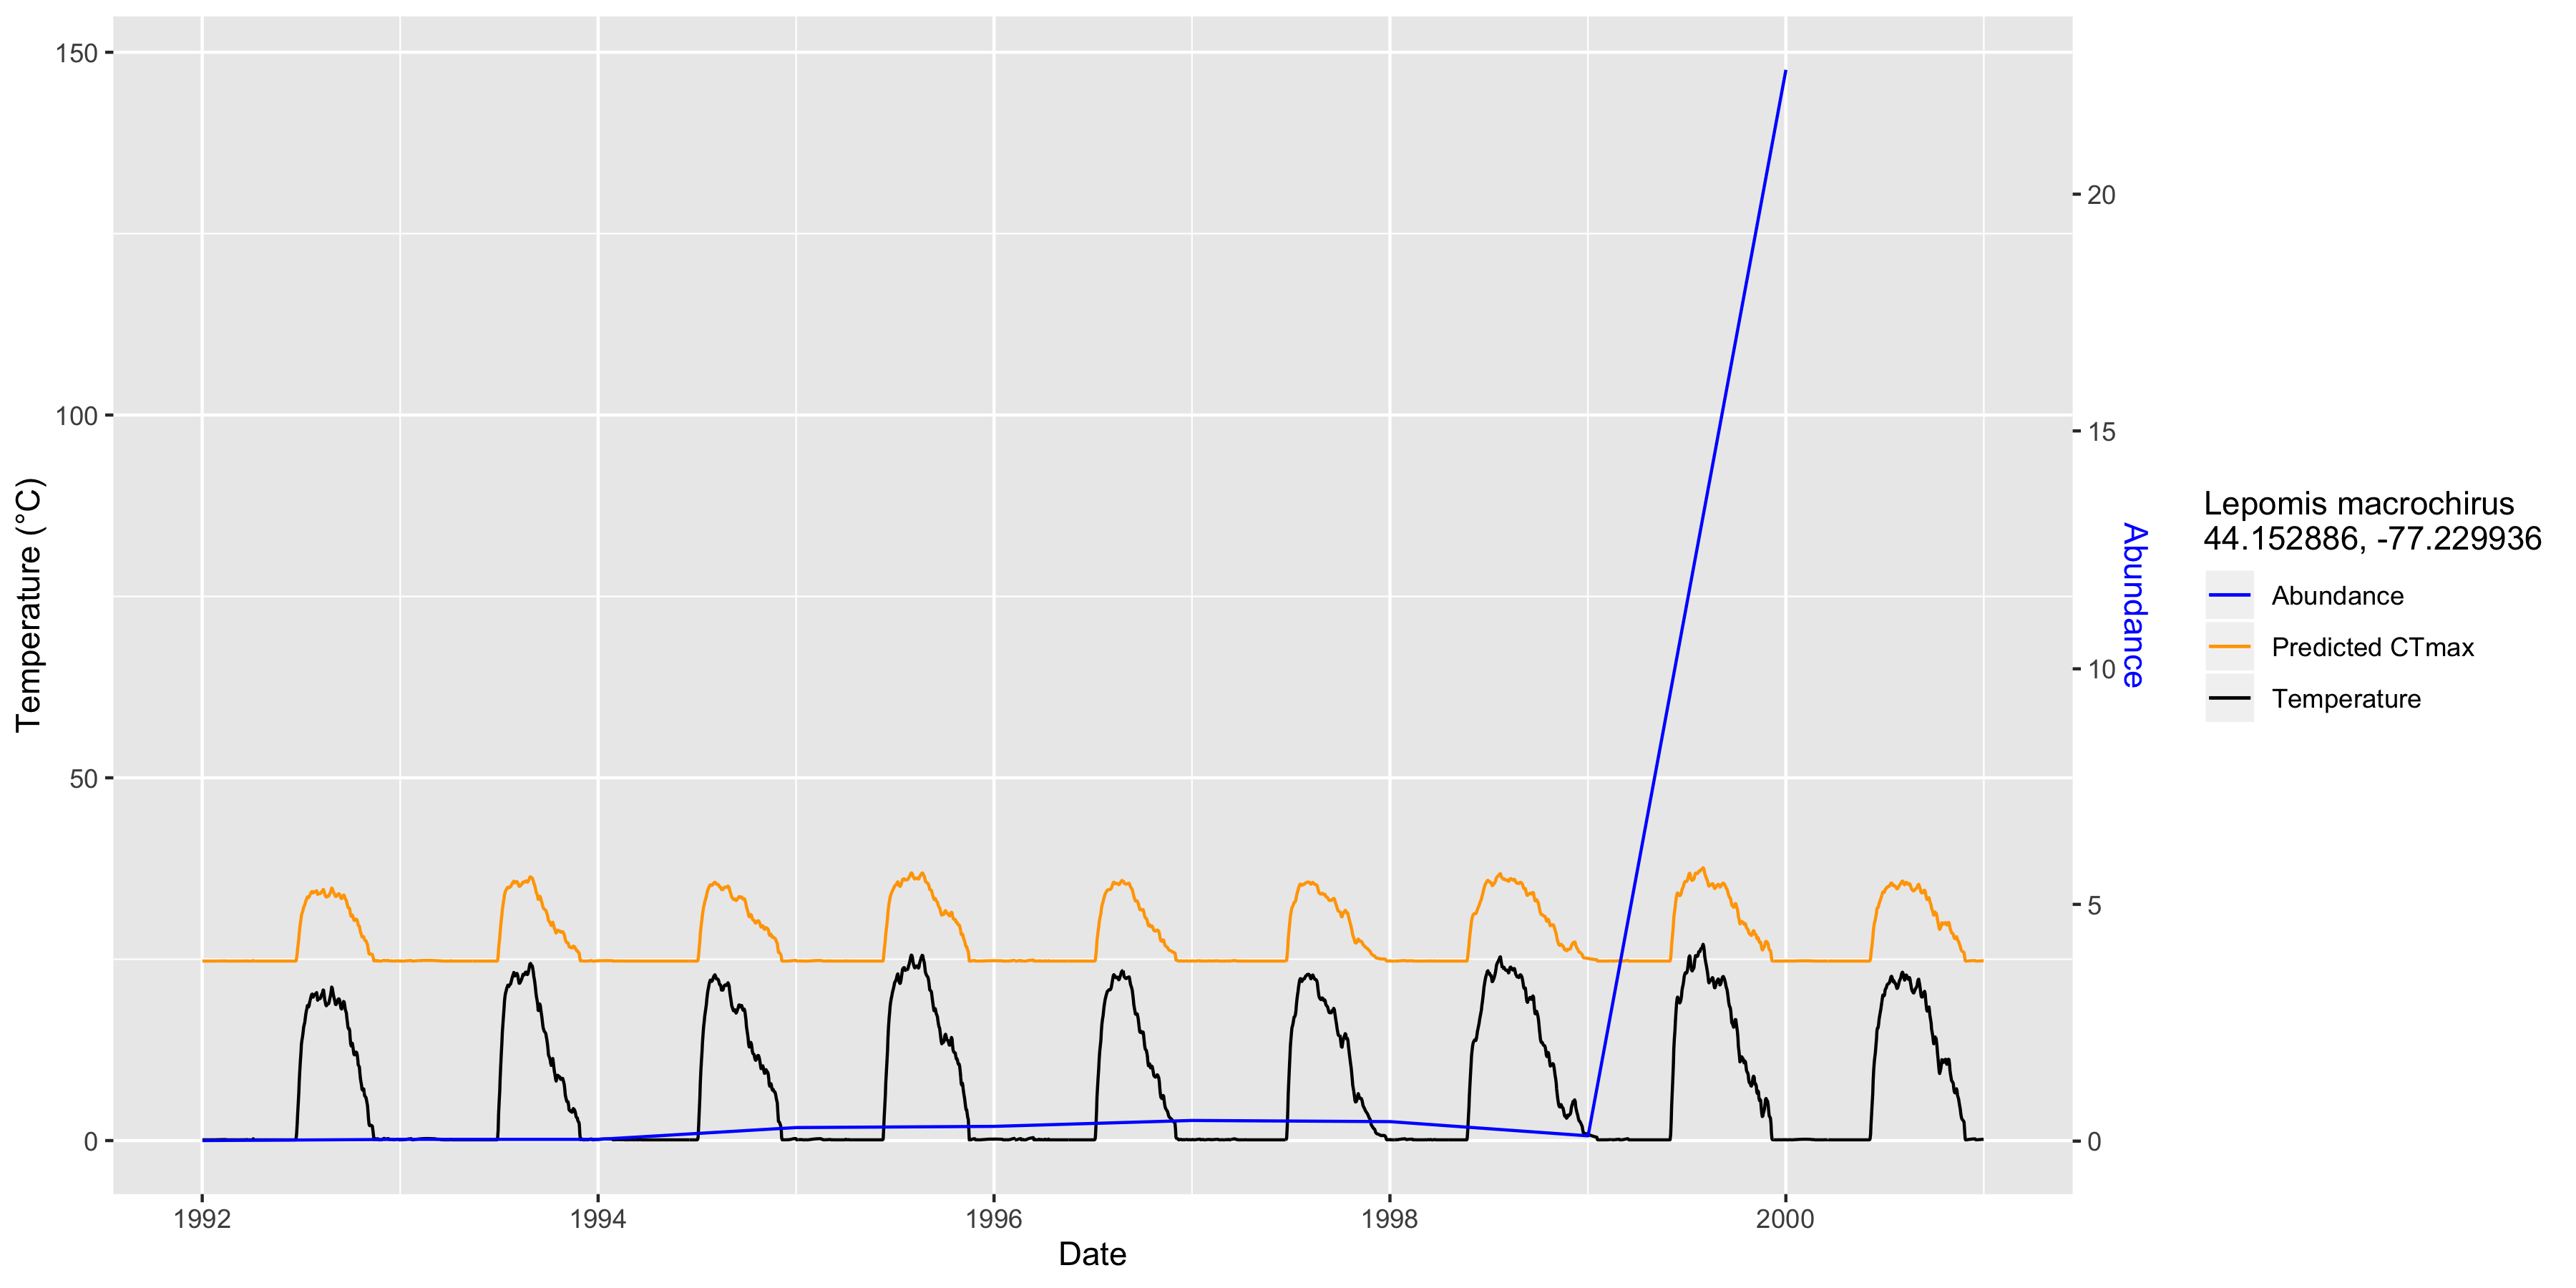 150
100
50
0
Temperature (°C)
20
15
10
5
0
Abundance
1992
1994
1996
1998
2000
Date
Lepomis macrochirus
44.152886, -77.229936
Abundance
Predicted CTmax
Temperature